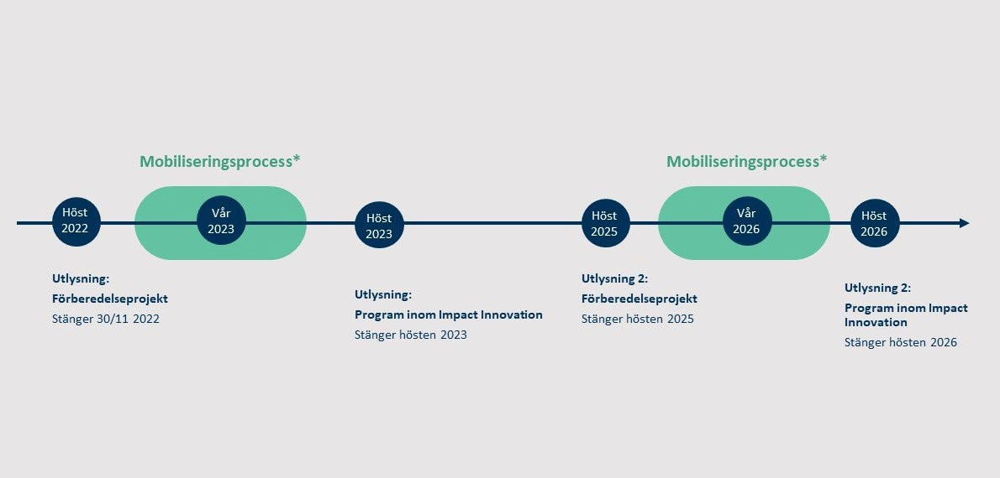 Mobiliseringsprocess*
Mobiliseringsprocess*
Höst
2022
Vår
2023
Höst
2023
Höst
2025
Vår
2026
Höst
2026
Utlysning:
Förberedelseprojekt
Stänger 30/11 2022
Utlysning:
Program inom Impact Innovation
Stänger hösten 2023
Utlysning 2:
Förberedelseprojekt
Stänger hösten 2025
Utlysning 2:
Program inom Impact
Innovation
Stänger hösten 2026